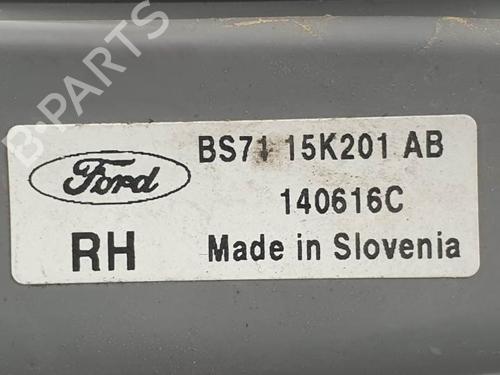 B-PARTS
Ford
BS71 15K201 AB
140616C
RH
Made in Slovenia